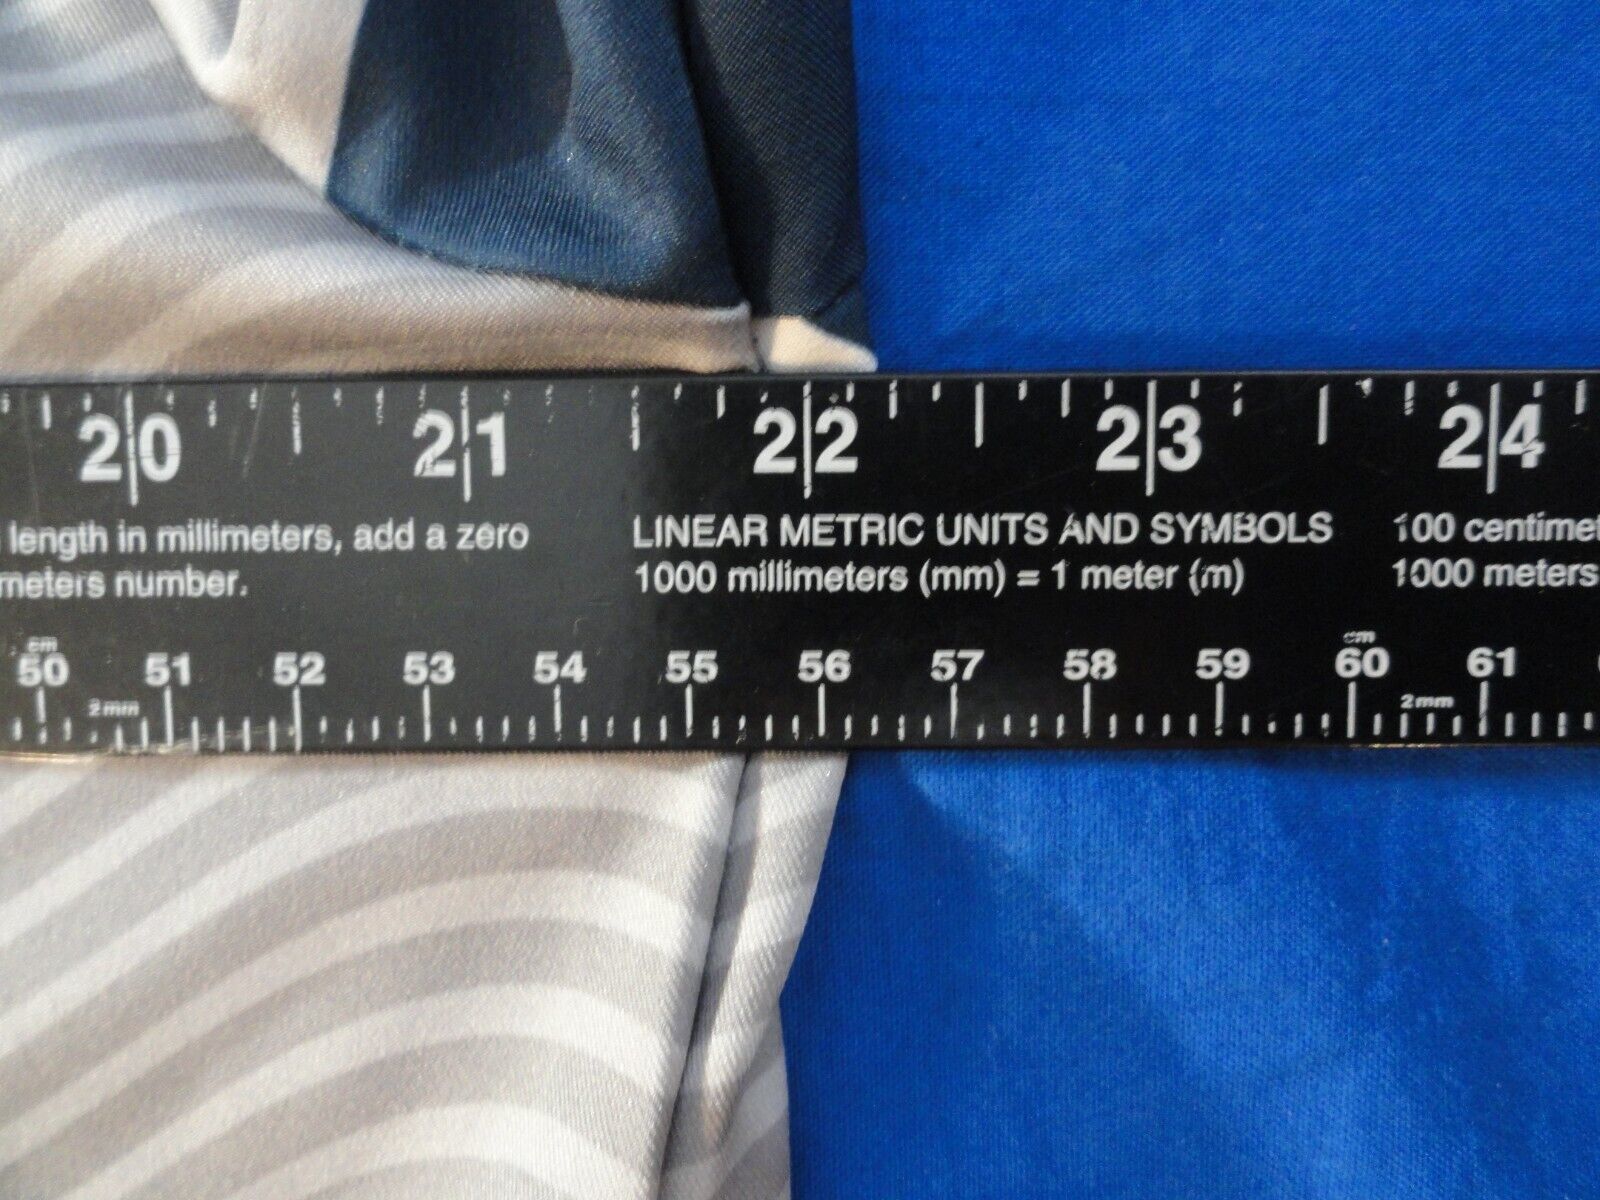 20 21 22 23 24
length in millimeters, add a zero
meters number.
LINEAR METRIC UNITS AND SYMBOLS
1000 millimeters (mm) = 1 meter (m)
100 centimet
1000 meters
cm cm
50 51 52 53 54 55 56 57 58 59 60 61
2mm 2mm